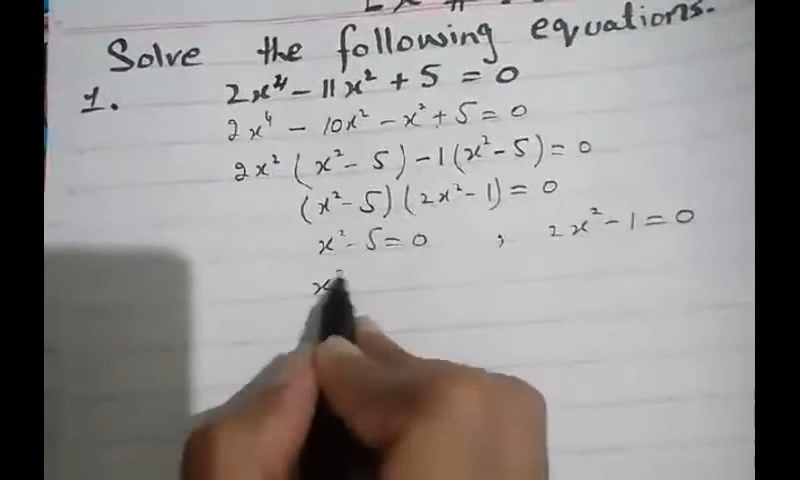 Solve the following equations.
1. 2x⁴ - 11x² + 5 = 0
2x⁴ - 10x² - x² + 5 = 0
2x² (x² - 5) - 1(x² - 5) = 0
(x² - 5) (2x² - 1) = 0
x² - 5 = 0 , 2x² - 1 = 0
x²